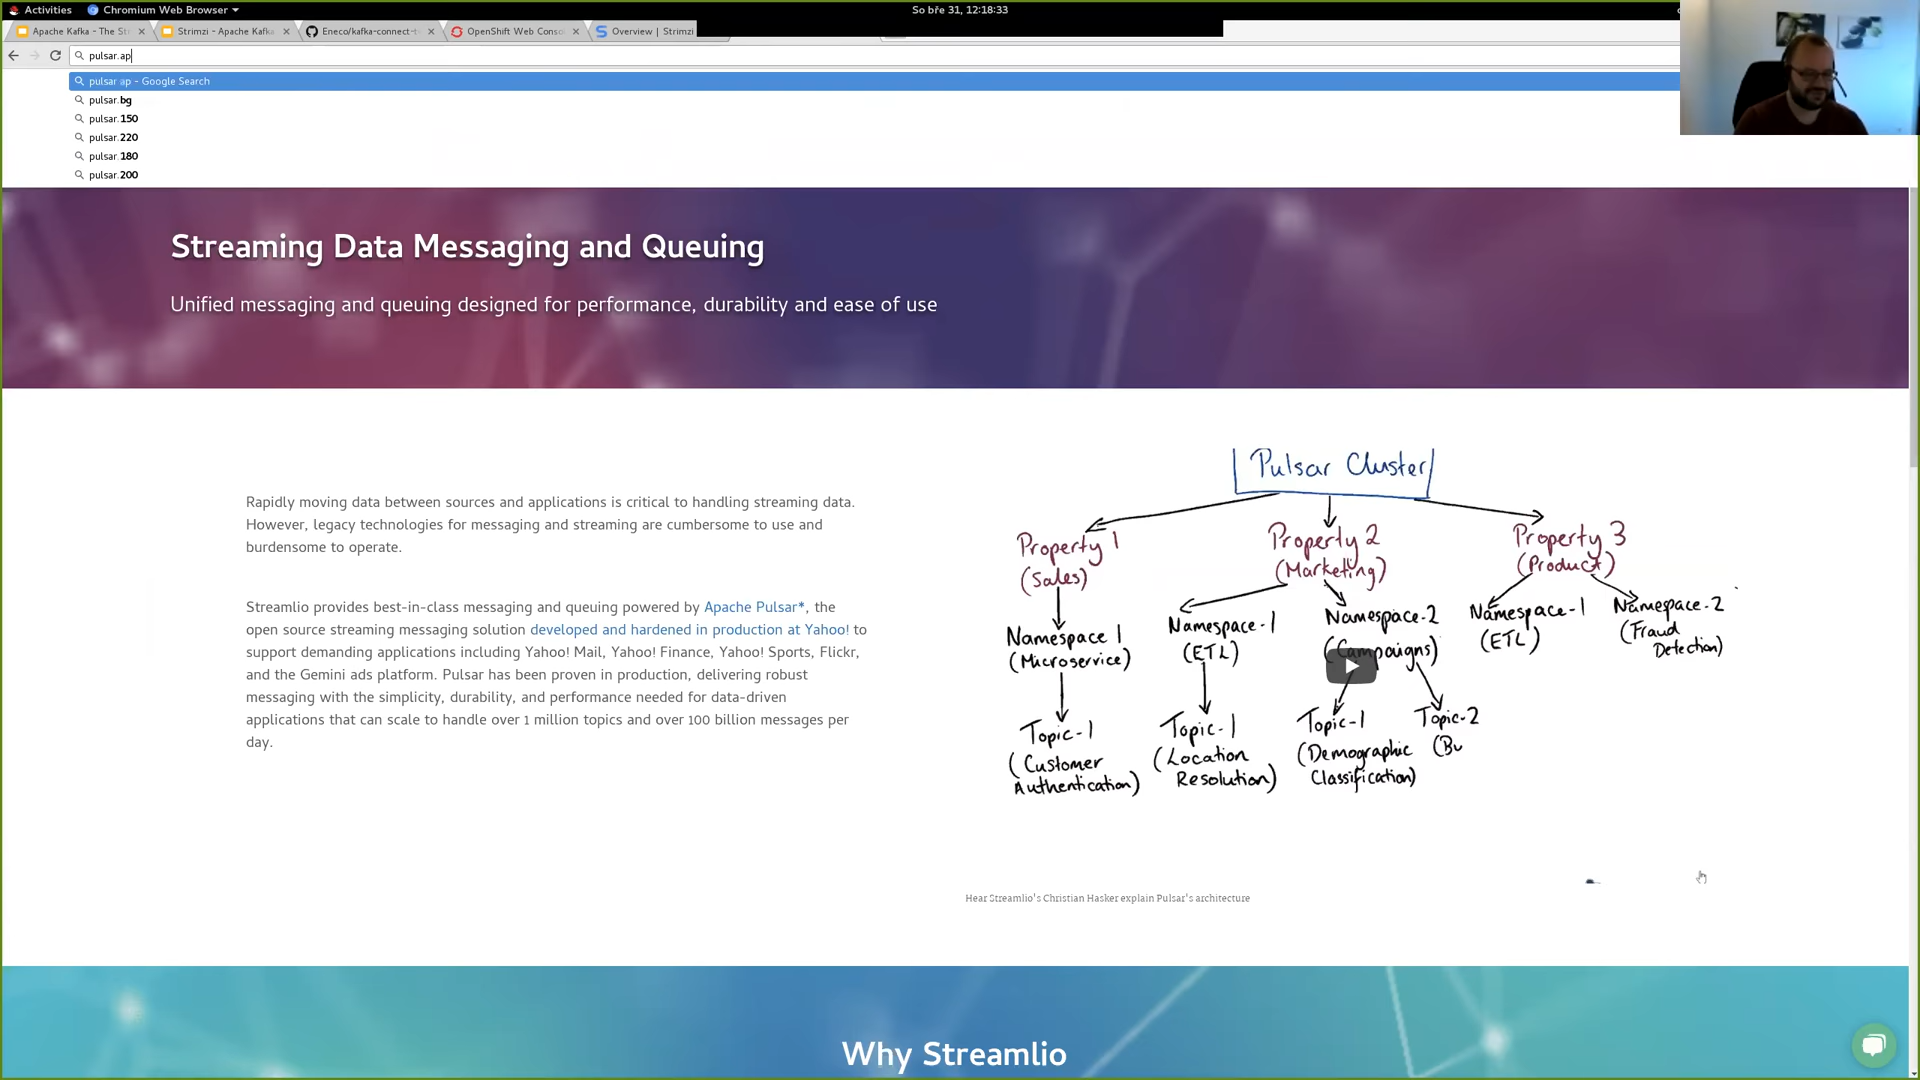 Activities
Chromium Web Browser
So bře 31, 12:18:33
Apache Kafka - The St
Strimzi - Apache Kafka
Eneco/kafka-connect-t
OpenShift Web Conso
Overview | Strimzi
pulsar.ap
pulsar ap - Google Search
pulsar.bg
pulsar.150
pulsar.220
pulsar.180
pulsar.200
Streaming Data Messaging and Queuing
Unified messaging and queuing designed for performance, durability and ease of use
Rapidly moving data between sources and applications is critical to handling streaming data.
However, legacy technologies for messaging and streaming are cumbersome to use and
burdensome to operate.
Streamlio provides best-in-class messaging and queuing powered by Apache Pulsar*, the
open source streaming messaging solution developed and hardened in production at Yahoo! to
support demanding applications including Yahoo! Mail, Yahoo! Finance, Yahoo! Sports, Flickr,
and the Gemini ads platform. Pulsar has been proven in production, delivering robust
messaging with the simplicity, durability, and performance needed for data-driven
applications that can scale to handle over 1 million topics and over 100 billion messages per
day.
Pulsar Cluster
Property 1
(Sales)
Property 2
(Marketing)
Property 3
(Product)
Namespace 1
(Microservice)
Namespace-1
(ETL)
Namespace-2
(Campaigns)
Namespace-1
(ETL)
Namespace-2
(Fraud
Detection)
Topic-1
(Customer
Authentication)
Topic-1
(Location
Resolution)
Topic-1
(Demographic
Classification)
Topic-2
(Bu
Hear Streamlio's Christian Hasker explain Pulsar's architecture
Why Streamlio